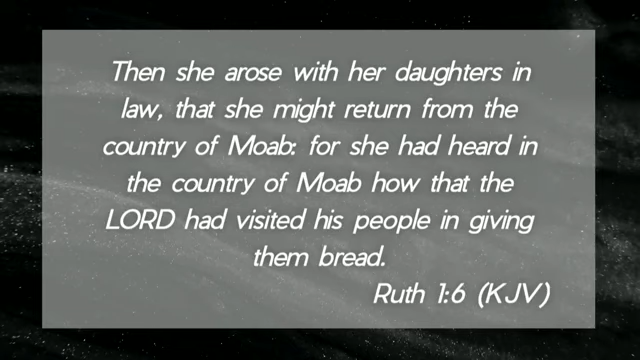 Then she arose with her daughters in
law, that she might return from the
country of Moab: for she had heard in
the country of Moab how that the
LORD had visited his people in giving
them bread.
Ruth 1:6 (KJV)